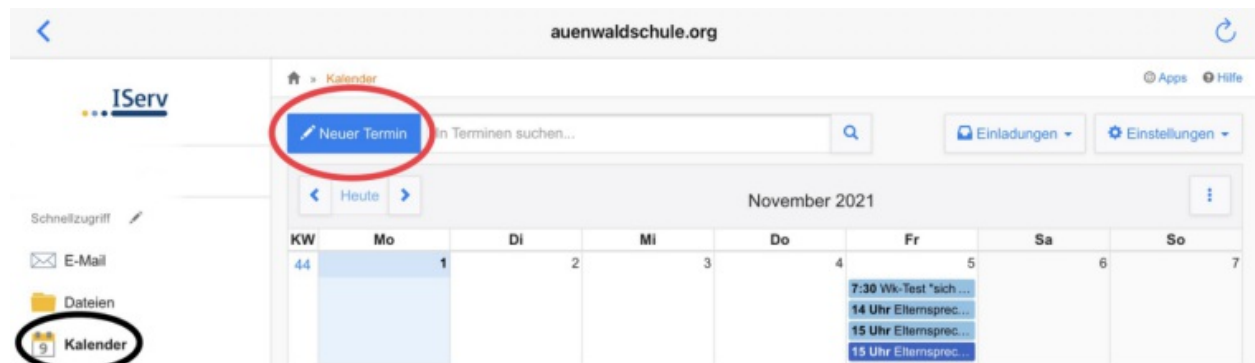 auenwaldschule.org
IServ
» Kalender
Apps Hilfe
Neuer Termin
In Terminen suchen...
Einladungen
Einstellungen
Heute
November 2021
Schnellzugriff
KW Mo Di Mi Do Fr Sa So
E-Mail
44 1 2 3 4 5 6 7
7:30 Wk-Test "sich ...
Dateien
14 Uhr Elternsprec...
15 Uhr Elternsprec...
9 Kalender
15 Uhr Elternsprec...